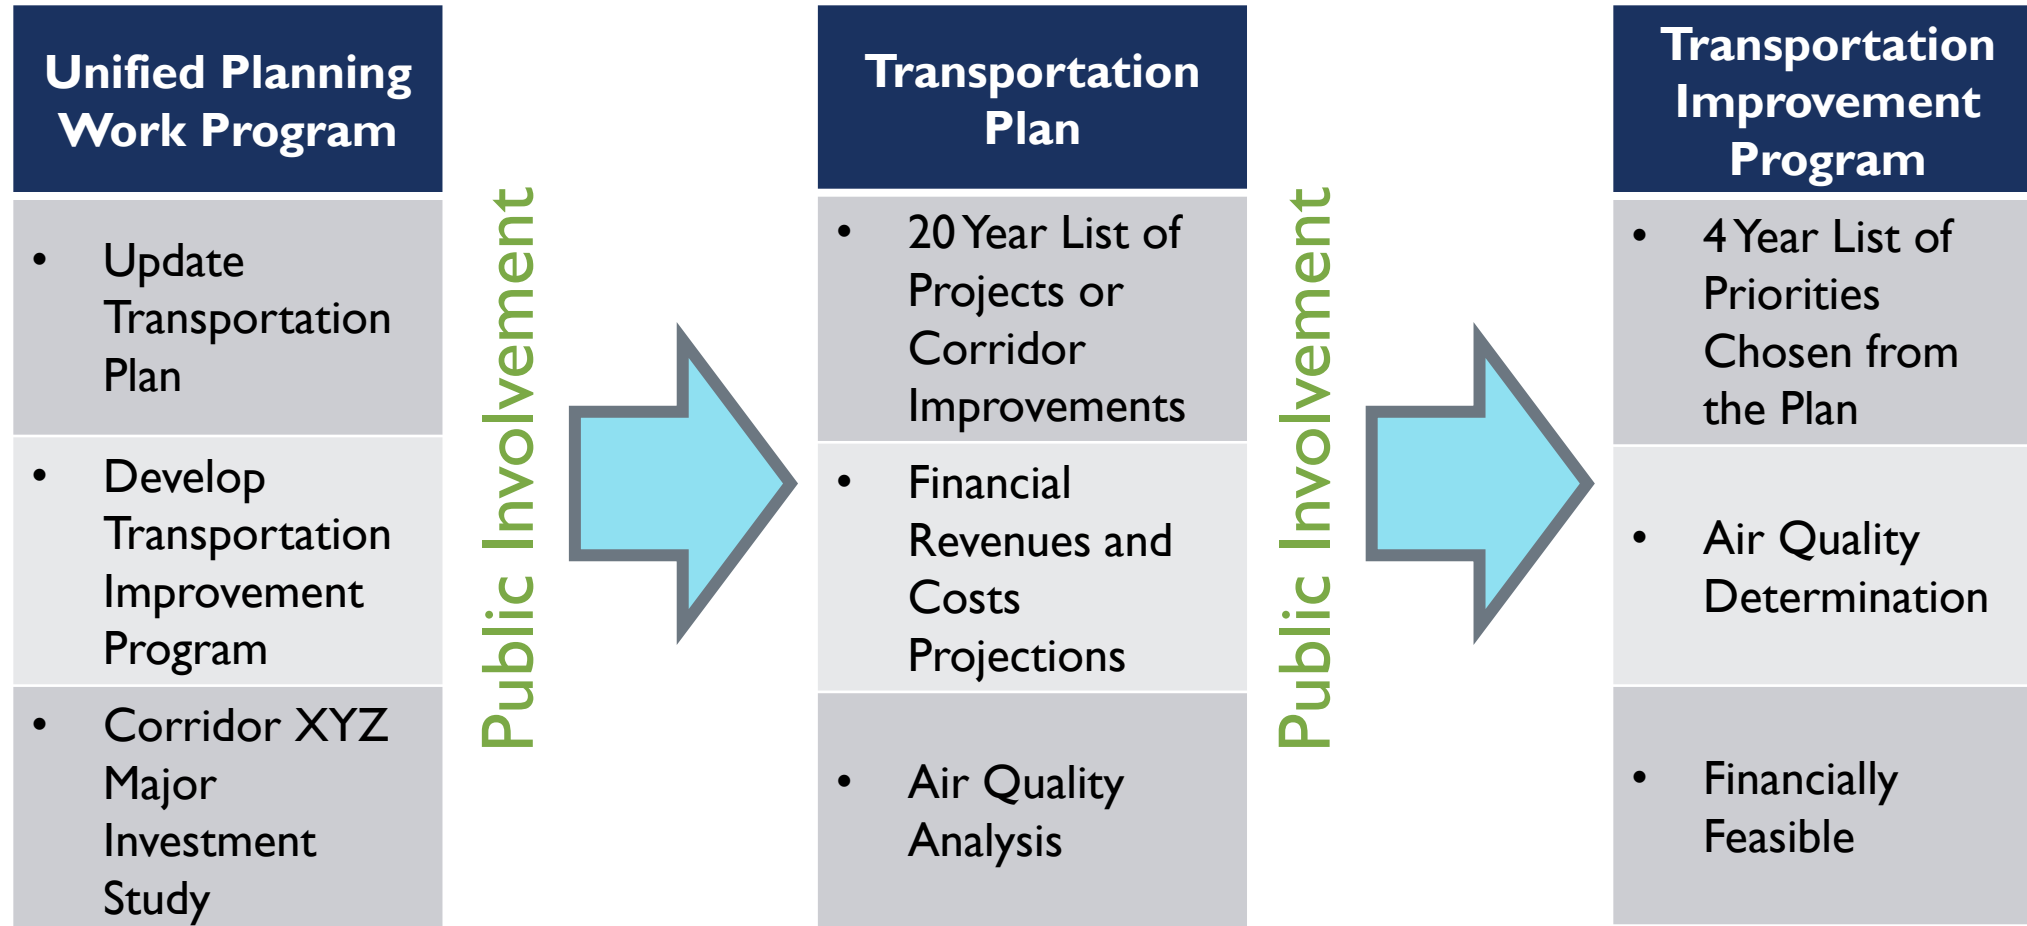 Unified Planning
Work Program
• Update
Transportation
Plan
• Develop
Transportation
Improvement
Program
• Corridor XYZ
Major
Investment
Study
Public Involvement
Transportation
Plan
• 20 Year List of
Projects or
Corridor
Improvements
• Financial
Revenues and
Costs
Projections
• Air Quality
Analysis
Public Involvement
Transportation
Improvement
Program
• 4 Year List of
Priorities
Chosen from
the Plan
• Air Quality
Determination
• Financially
Feasible